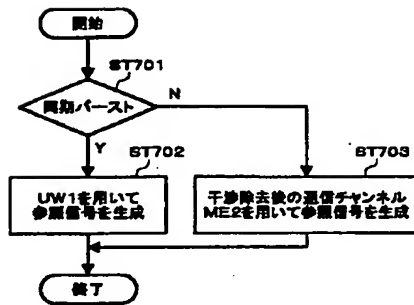 開始
ST701
同期バースト
N
Y
ST702
UW1を用いて
参照信号を生成
ST703
干渉除去後の通信チャンネル
ME2を用いて参照信号を生成
終了